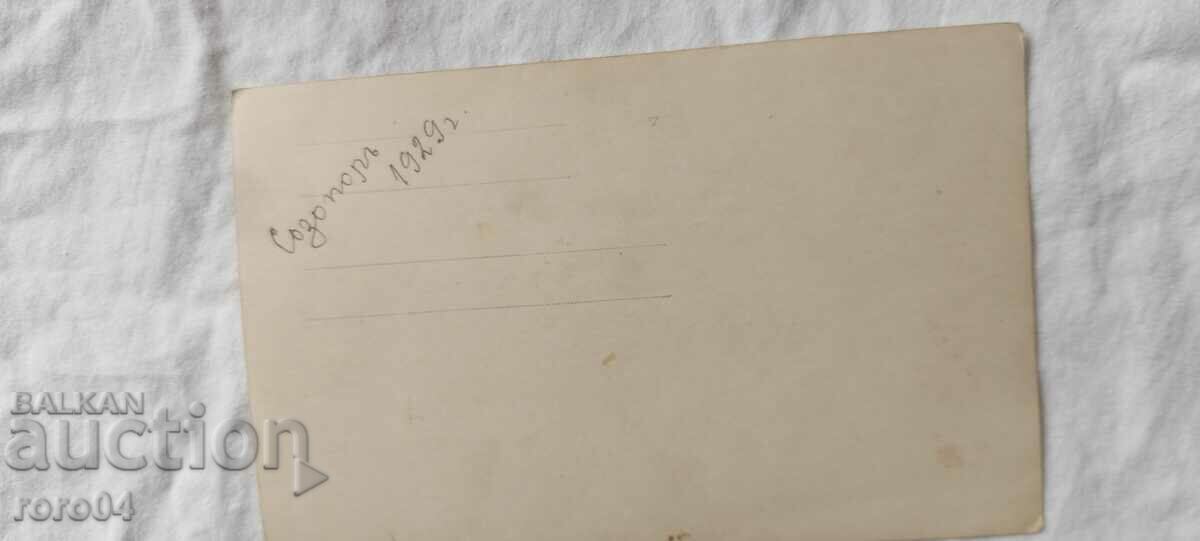 Созополъ
1929 г.
BALKAN
auction
roro04